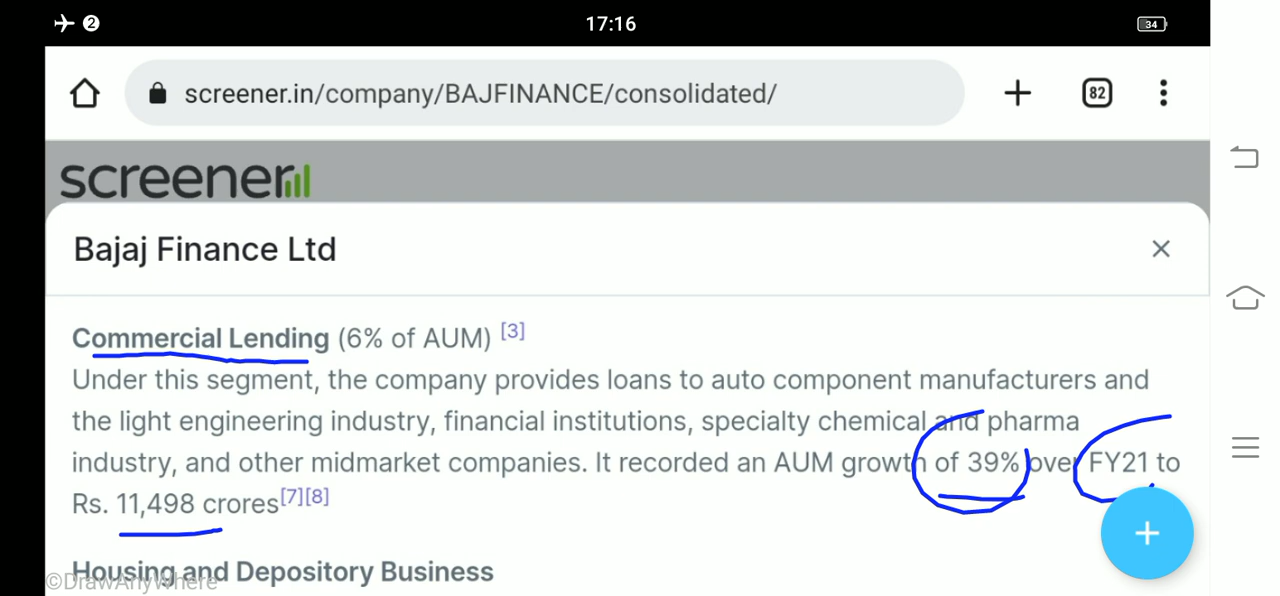 2 17:16 34
screener.in/company/BAJFINANCE/consolidated/ 82
screener
Bajaj Finance Ltd
Commercial Lending (6% of AUM) [3]
Under this segment, the company provides loans to auto component manufacturers and
the light engineering industry, financial institutions, specialty chemical and pharma
industry, and other midmarket companies. It recorded an AUM growth of 39% over FY21 to
Rs. 11,498 crores[7][8]
Housing and Depository Business
©DrawAnyWhere